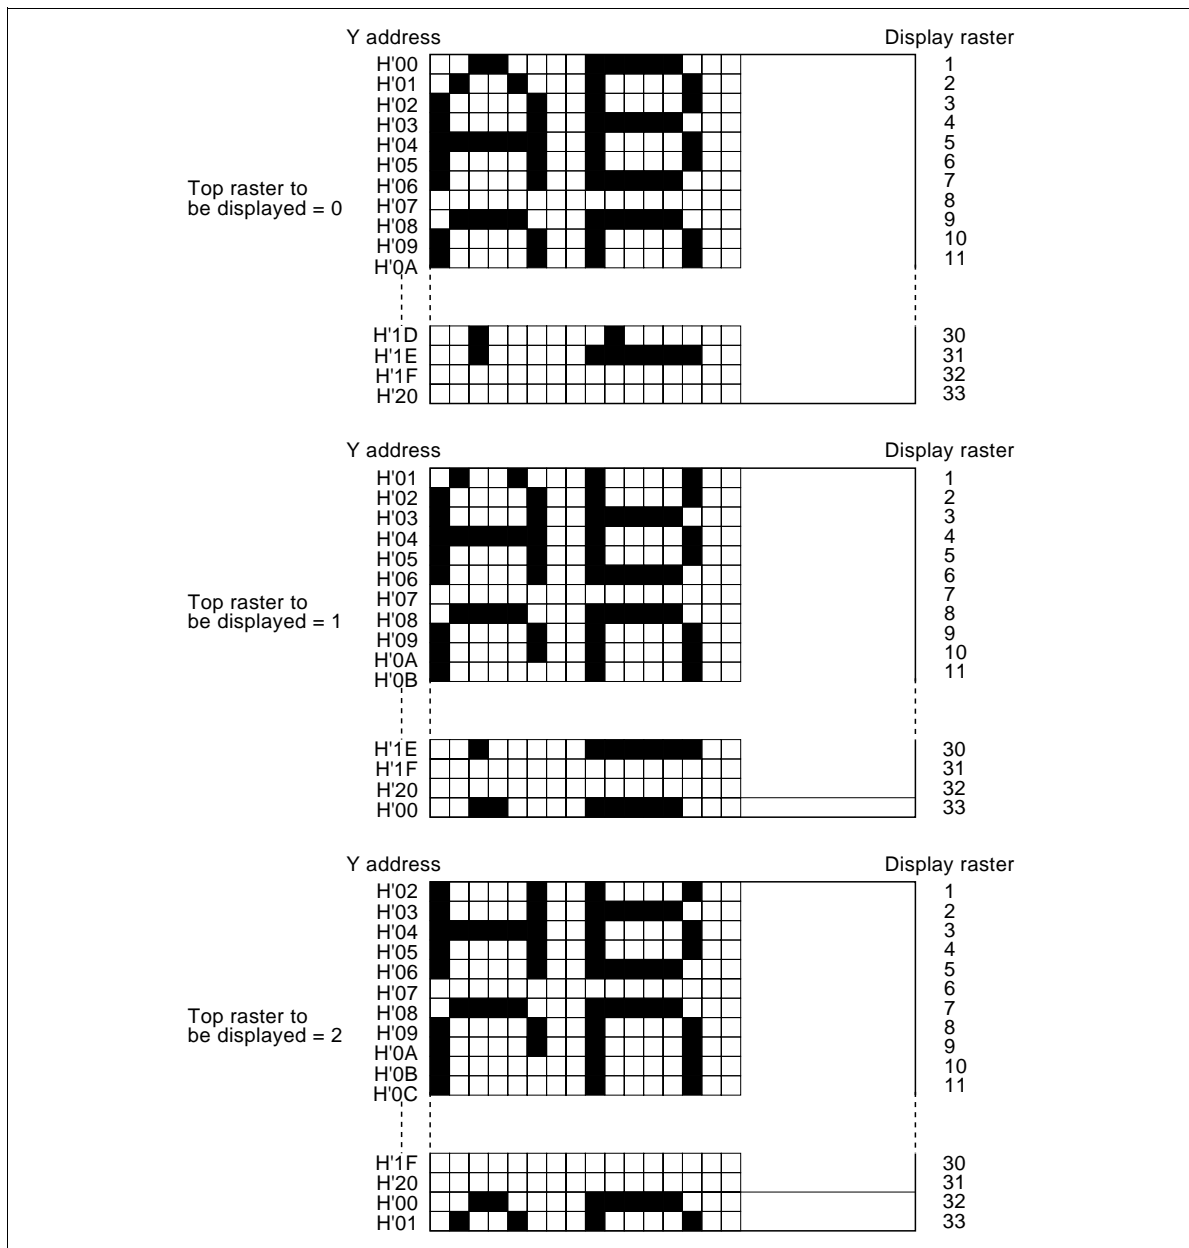 Y address Display raster
H'00 1
H'01 2
H'02 3
H'03 4
H'04 5
H'05 6
H'06 7
Top raster to
be displayed = 0
H'07 8
H'08 9
H'09 10
H'0A 11
H'1D 30
H'1E 31
H'1F 32
H'20 33
Y address Display raster
H'01 1
H'02 2
H'03 3
H'04 4
H'05 5
H'06 6
H'07 7
Top raster to
be displayed = 1
H'08 8
H'09 9
H'0A 10
H'0B 11
H'1E 30
H'1F 31
H'20 32
H'00 33
Y address Display raster
H'02 1
H'03 2
H'04 3
H'05 4
H'06 5
H'07 6
H'08 7
Top raster to
be displayed = 2
H'09 8
H'0A 9
H'0B 10
H'0C 11
H'1F 30
H'20 31
H'00 32
H'01 33